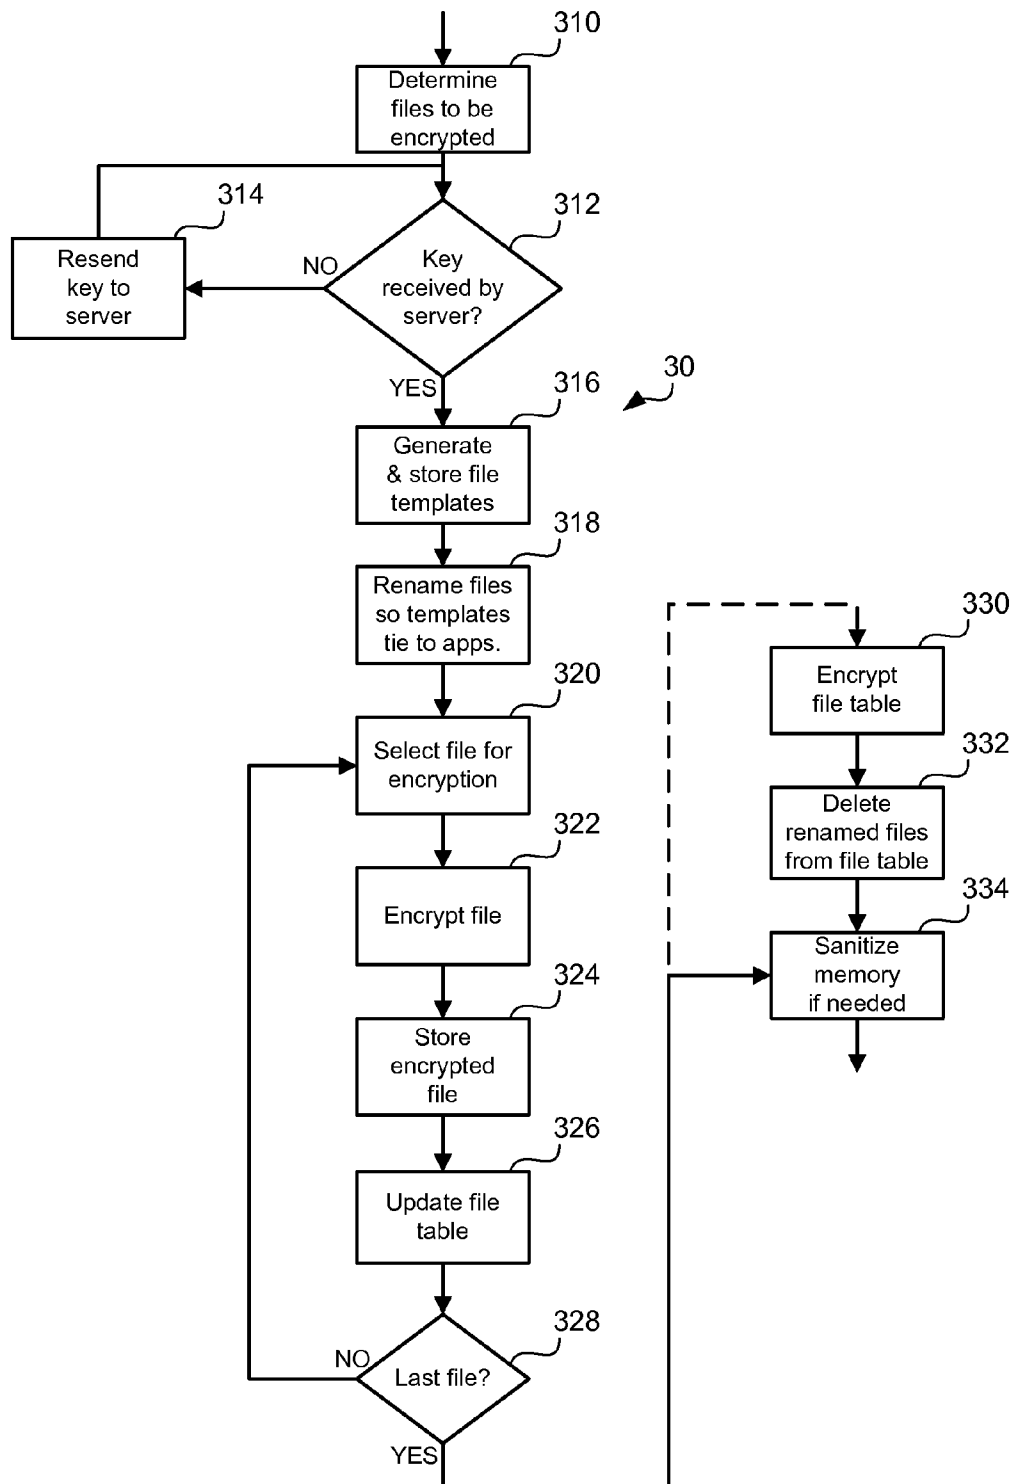 310
Determine
files to be
encrypted
314
Resend
key to
server
312
NO
Key
received by
server?
YES
30
316
Generate
& store file
templates
318
Rename files
so templates
tie to apps.
320
Select file for
encryption
322
Encrypt file
324
Store
encrypted
file
326
Update file
table
328
NO
Last file?
YES
330
Encrypt
file table
332
Delete
renamed files
from file table
334
Sanitize
memory
if needed